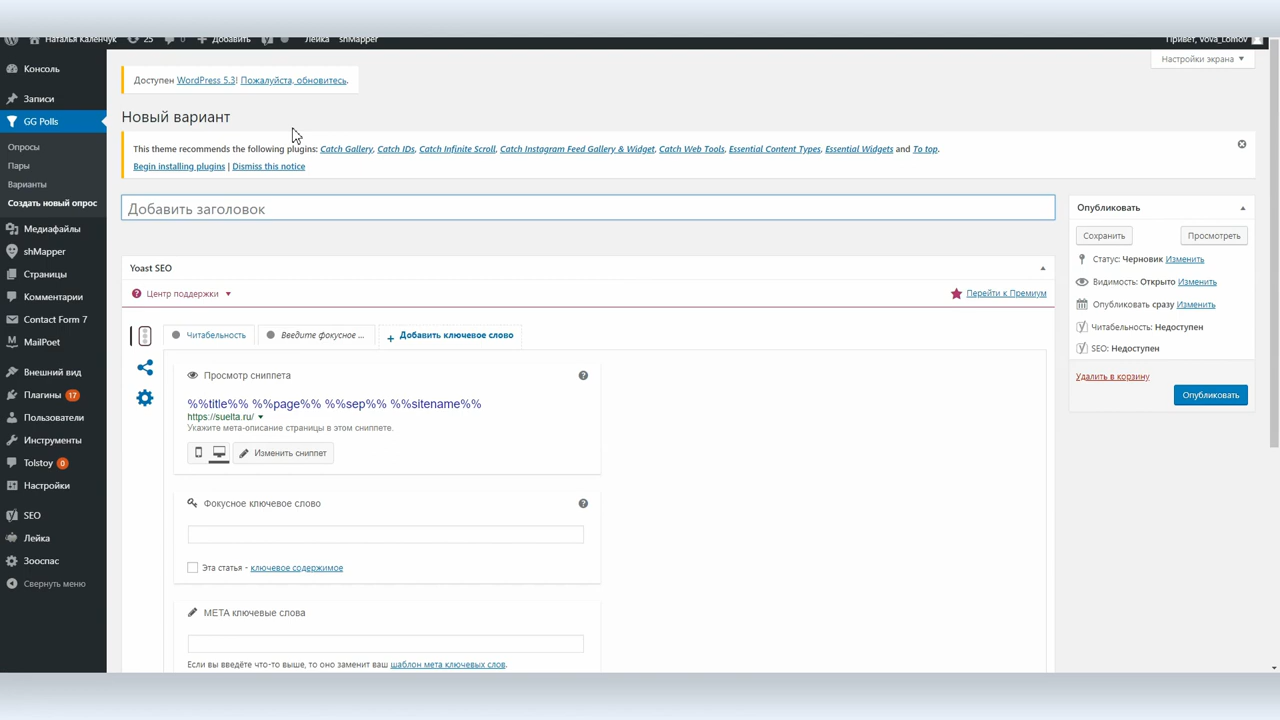 Наталья Каленчук
25
0
Добавить
Лейка
shMapper
Привет, Vova_Lomov
Консоль
Записи
GG Polls
Опросы
Пары
Варианты
Создать новый опрос
Медиафайлы
shMapper
Страницы
Комментарии
Contact Form 7
MailPoet
Внешний вид
Плагины 17
Пользователи
Инструменты
Tolstoy 0
Настройки
SEO
Лейка
Зооспас
Свернуть меню
Настройки экрана
Доступен WordPress 5.3! Пожалуйста, обновитесь.
Новый вариант
This theme recommends the following plugins: Catch Gallery, Catch IDs, Catch Infinite Scroll, Catch Instagram Feed Gallery & Widget, Catch Web Tools, Essential Content Types, Essential Widgets and To top.
Begin installing plugins | Dismiss this notice
Добавить заголовок
Yoast SEO
Центр поддержки
Перейти к Премиум
Читабельность
Введите фокусное ...
+ Добавить ключевое слово
Просмотр сниппета
%%title%% %%page%% %%sep%% %%sitename%%
https://suelta.ru/
Укажите мета-описание страницы в этом сниппете.
Изменить сниппет
Фокусное ключевое слово
Эта статья - ключевое содержимое
META ключевые слова
Если вы введёте что-то выше, то оно заменит ваш шаблон мета ключевых слов.
Опубликовать
Сохранить
Просмотреть
Статус: Черновик Изменить
Видимость: Открыто Изменить
Опубликовать сразу Изменить
Читабельность: Недоступен
SEO: Недоступен
Удалить в корзину
Опубликовать